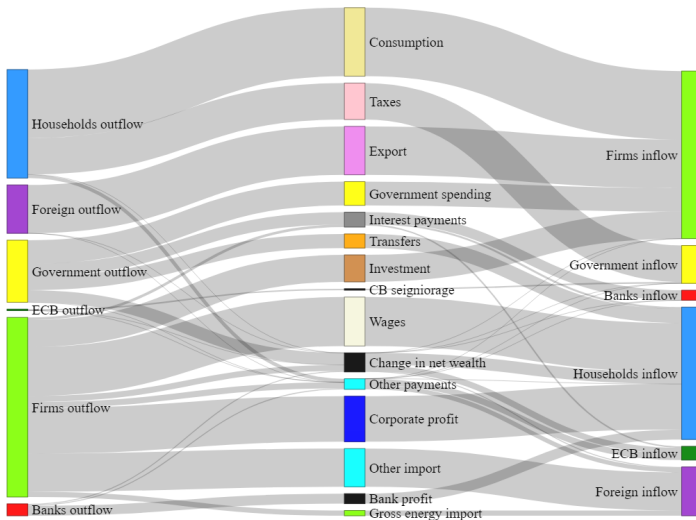 Consumption
Taxes
Households outflow
Firms inflow
Export
Government spending
Foreign outflow
Interest payments
Transfers
Government outflow
Investment
Government inflow
CB seigniorage
Banks inflow
ECB outflow
Wages
Change in net wealth
Households inflow
Other payments
Firms outflow
Corporate profit
ECB inflow
Other import
Foreign inflow
Bank profit
Banks outflow
Gross energy import